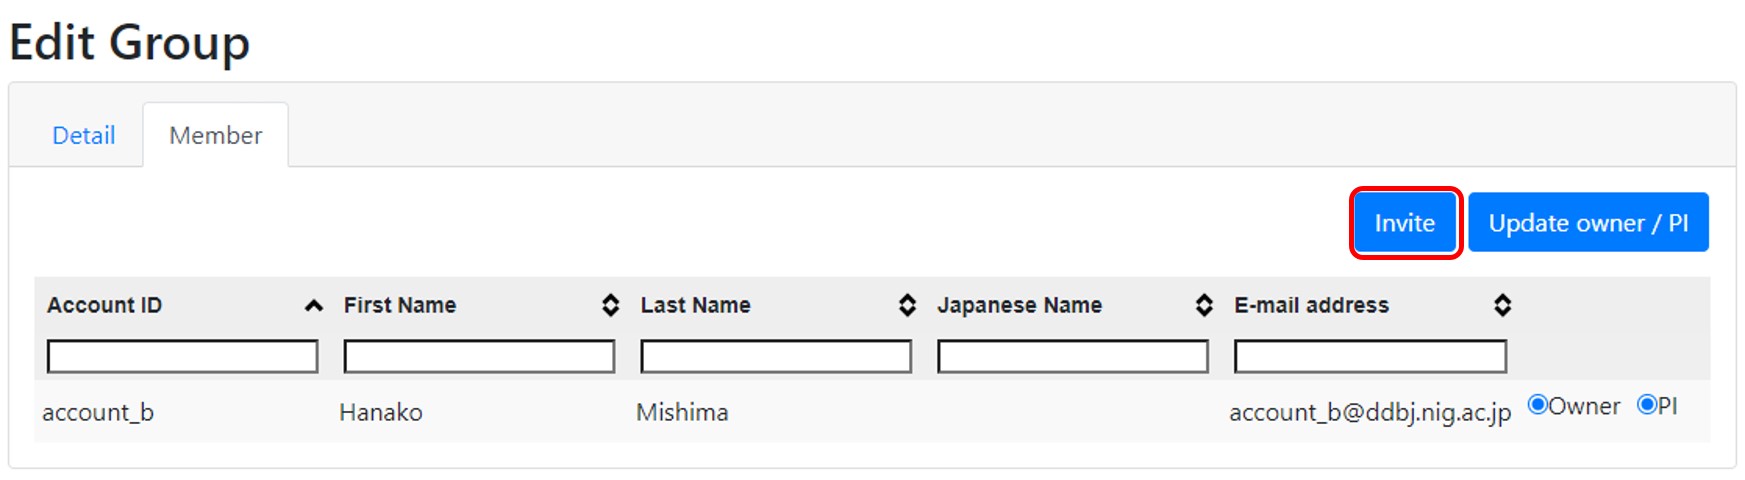 Edit Group
Detail Member
Invite Update owner / PI
Account ID First Name Last Name Japanese Name E-mail address
account_b Hanako Mishima account_b@ddbj.nig.ac.jp Owner PI